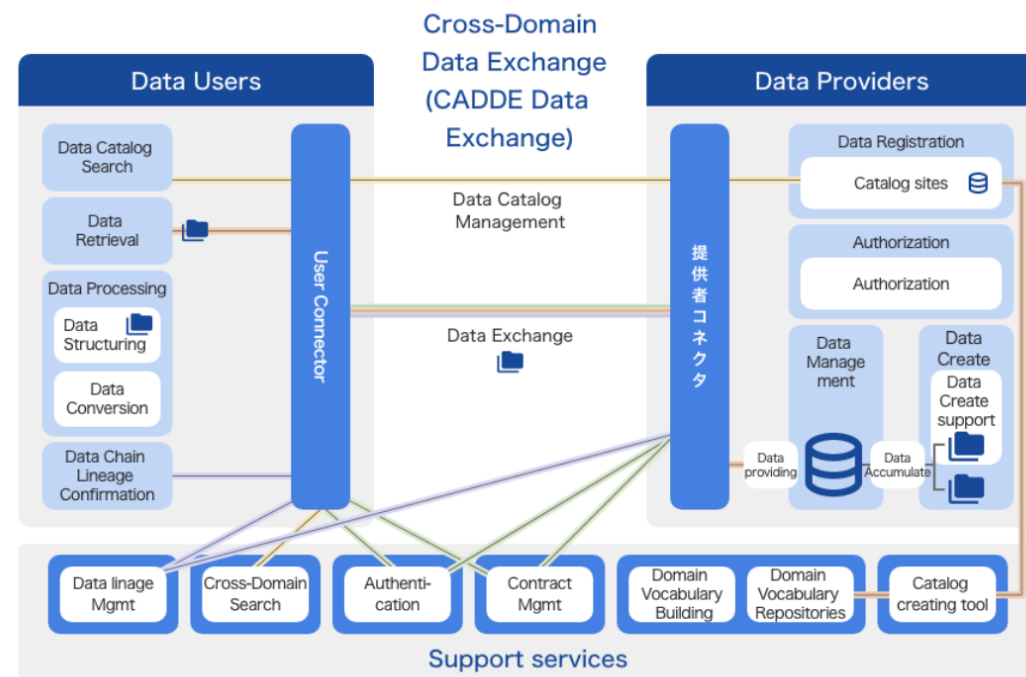 Cross-Domain
Data Exchange
(CADDE Data
Exchange)
Data Users
Data Catalog
Search
Data
Retrieval
Data Processing
Data
Structuring
Data
Conversion
Data Chain
Lineage
Confirmation
User Connector
Data Catalog
Management
Data Exchange
Data Providers
提供者コネクタ
Data Registration
Catalog sites
Authorization
Authorization
Data
Manage
ment
Data
Create
Data
Create
support
Data
providing
Data
Accumulate
Data linage
Mgmt
Cross-Domain
Search
Authenti-
cation
Contract
Mgmt
Domain
Vocabulary
Building
Domain
Vocabulary
Repositories
Catalog
creating tool
Support services